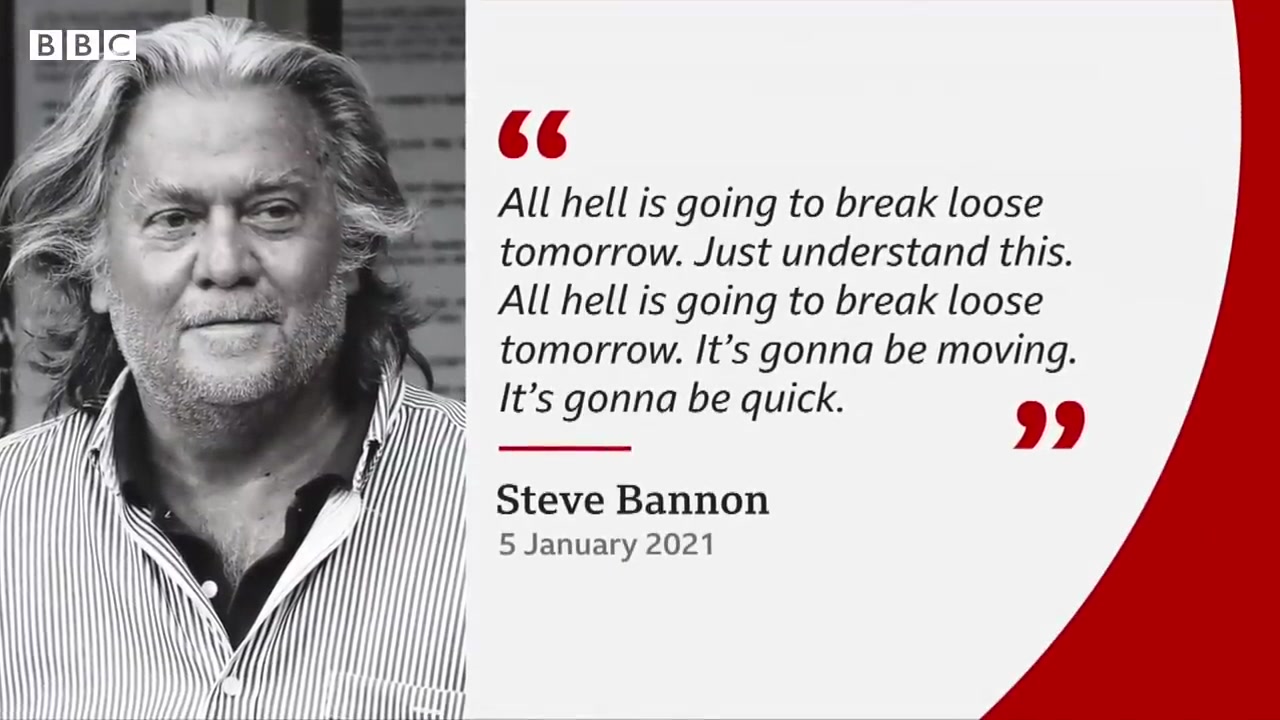 BBC
“
All hell is going to break loose
tomorrow. Just understand this.
All hell is going to break loose
tomorrow. It’s gonna be moving.
It’s gonna be quick.
”
Steve Bannon
5 January 2021